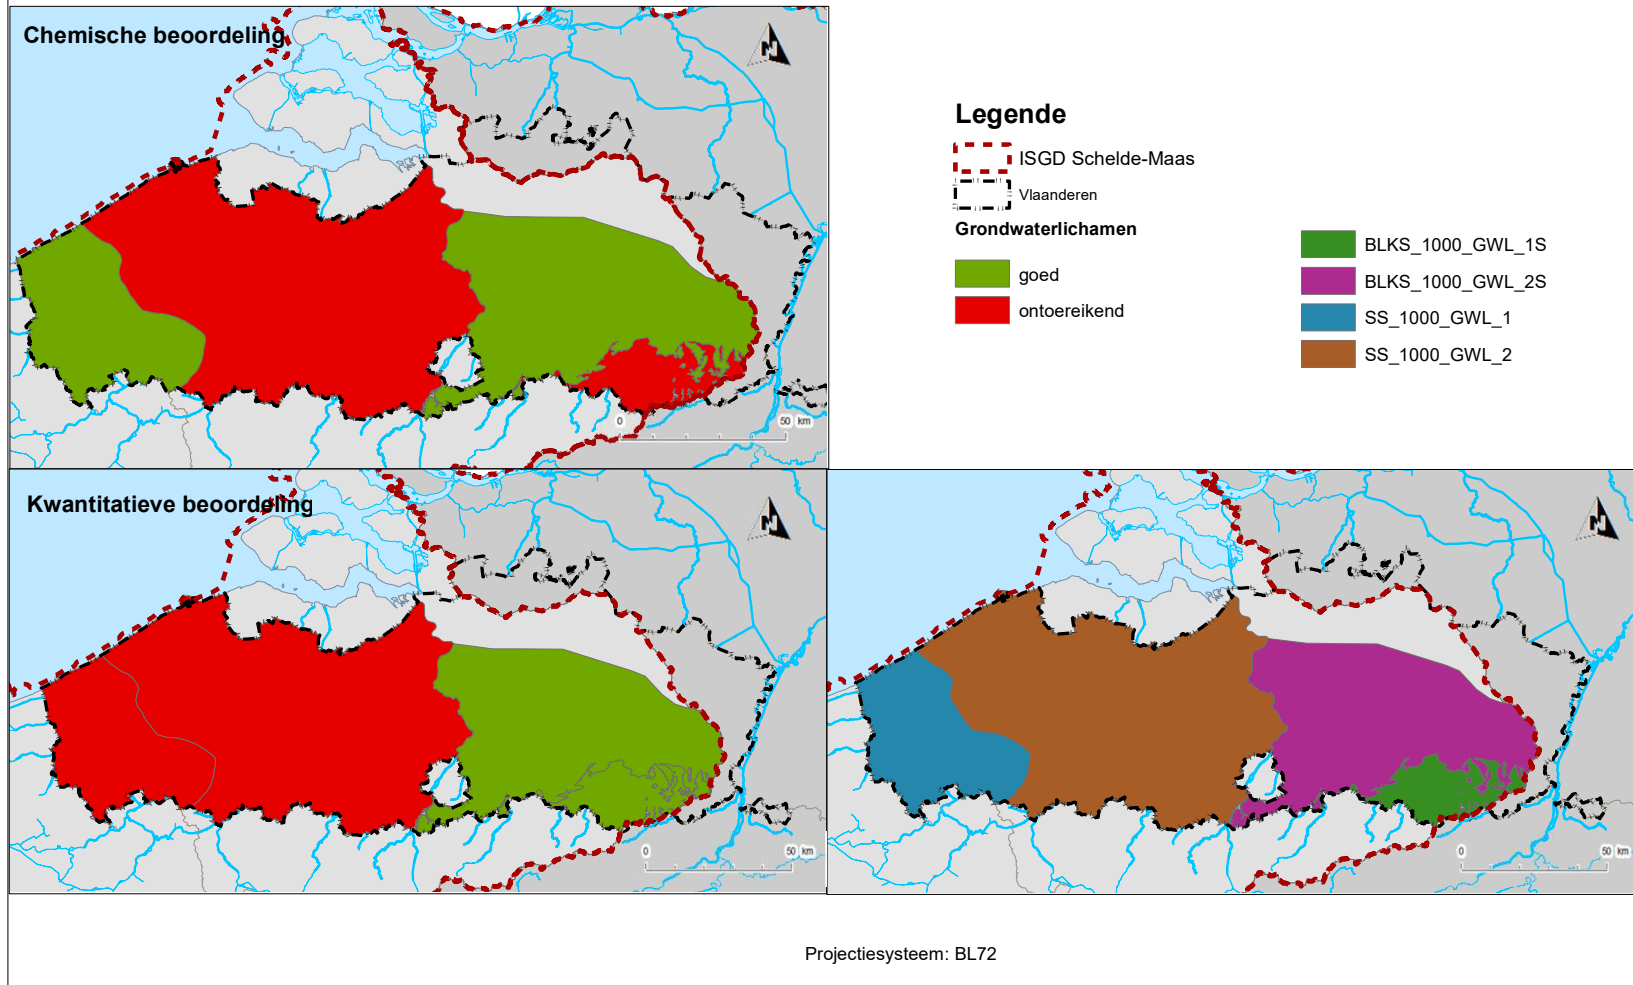 Chemische beoordeling
N
0
50 km
Legende
ISGD Schelde-Maas
Vlaanderen
Grondwaterlichamen
goed
ontoereikend
BLKS_1000_GWL_1S
BLKS_1000_GWL_2S
SS_1000_GWL_1
SS_1000_GWL_2
Kwantitatieve beoordeling
N
0
50 km
N
0
50 km
Projectiesysteem: BL72